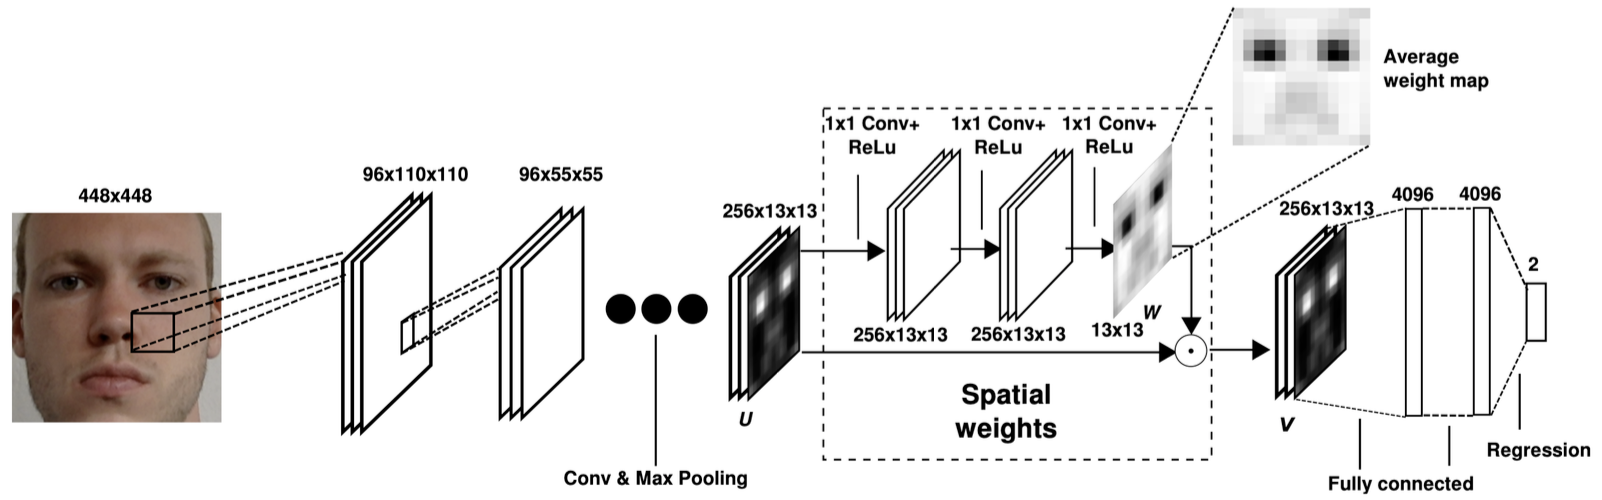 448x448
96x110x110
96x55x55
Conv & Max Pooling
256x13x13
U
1x1 Conv+
ReLu
1x1 Conv+
ReLu
1x1 Conv+
ReLu
256x13x13
256x13x13
13x13
W
Spatial
weights
Average
weight map
256x13x13
V
4096
4096
2
Fully connected
Regression